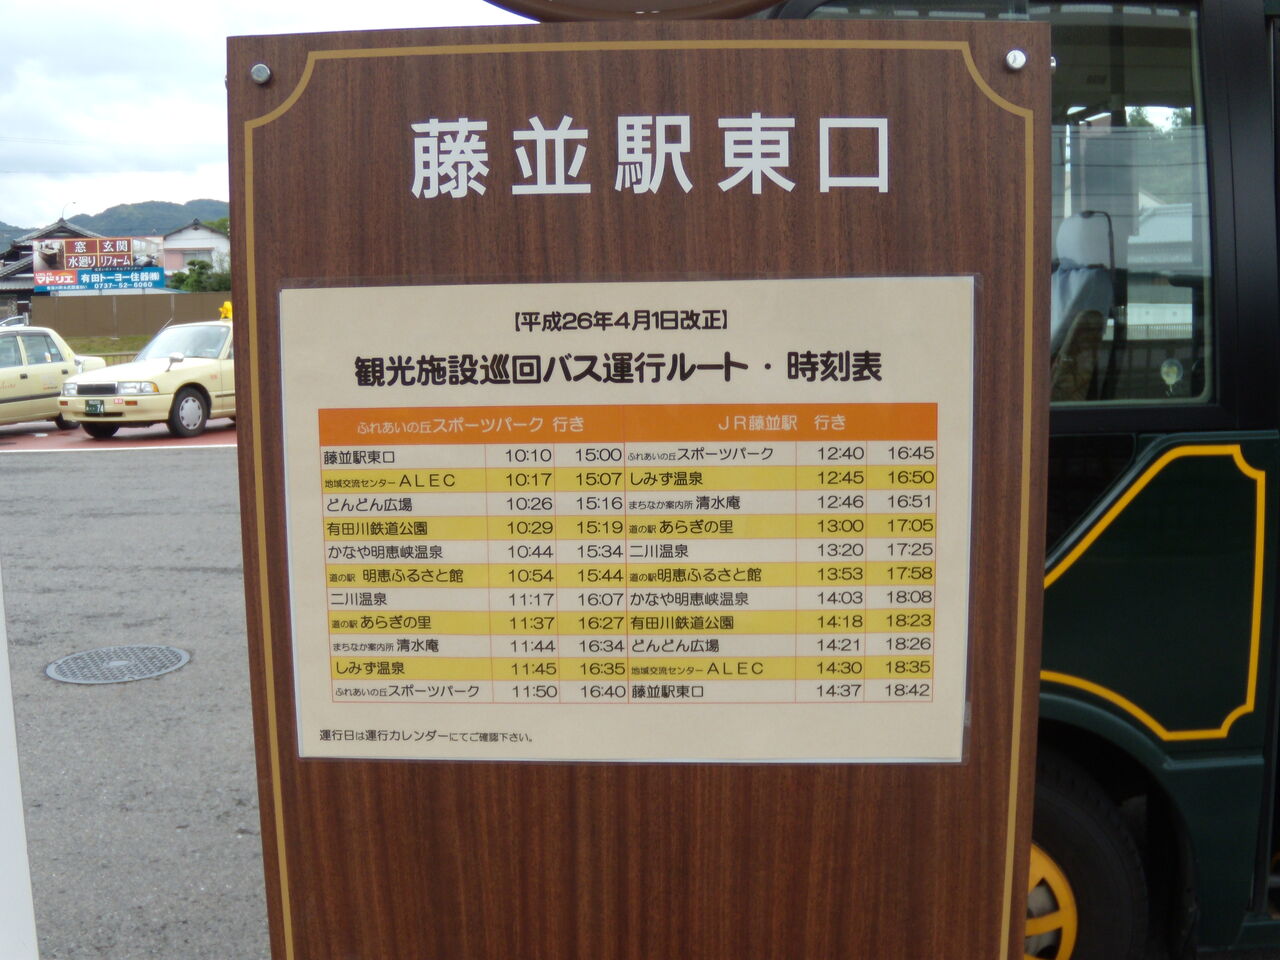 藤並駅東口
【平成26年4月1日改正】
観光施設巡回バス運行ルート・時刻表
ふれあいの丘スポーツパーク 行き JR藤並駅 行き
藤並駅東口 10:10 15:00 ふれあいの丘スポーツパーク 12:40 16:45
地域交流センターALEC 10:17 15:07 しみず温泉 12:45 16:50
どんどん広場 10:26 15:16 まちなか案内所 清水庵 12:46 16:51
有田川鉄道公園 10:29 15:19 道の駅 あらぎの里 13:00 17:05
かなや明恵峡温泉 10:44 15:34 二川温泉 13:20 17:25
道の駅 明恵ふるさと館 10:54 15:44 道の駅 明恵ふるさと館 13:53 17:58
二川温泉 11:17 16:07 かなや明恵峡温泉 14:03 18:08
道の駅 あらぎの里 11:37 16:27 有田川鉄道公園 14:18 18:23
まちなか案内所 清水庵 11:44 16:34 どんどん広場 14:21 18:26
しみず温泉 11:45 16:35 地域交流センターALEC 14:30 18:35
ふれあいの丘スポーツパーク 11:50 16:40 藤並駅東口 14:37 18:42
運行日は運行カレンダーにてご確認下さい。
窓 玄関
水廻り リフォーム
マドリエ 有田トーヨー住器㈱
0737-52-6060
74